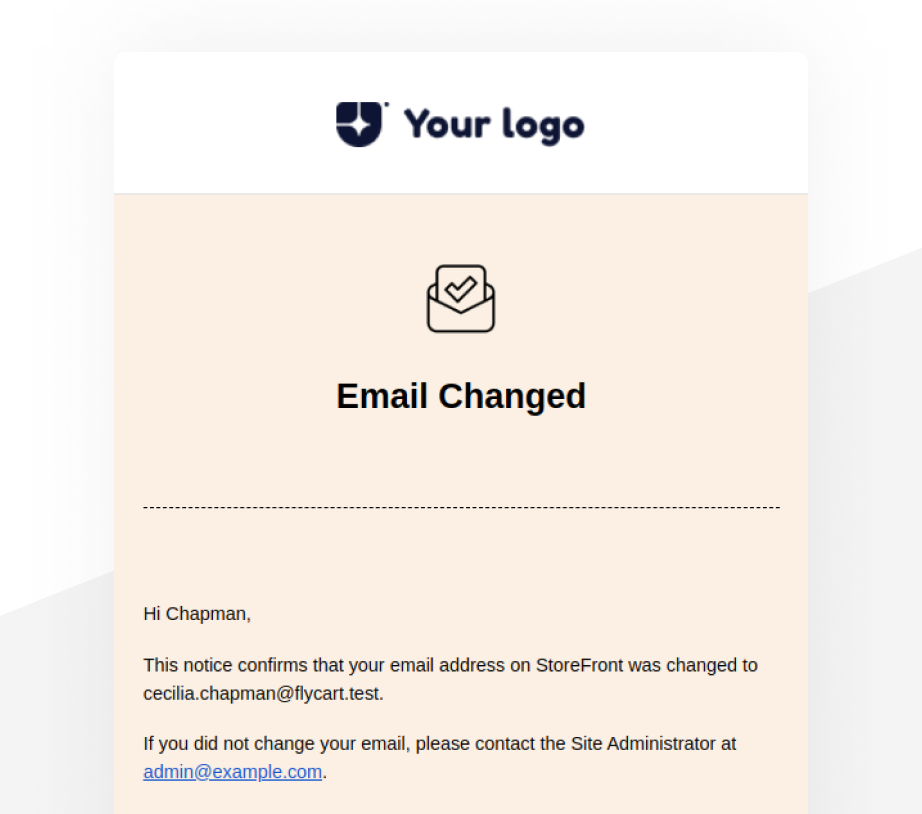 Your logo
Email Changed
Hi Chapman,
This notice confirms that your email address on StoreFront was changed to
cecilia.chapman@flycart.test.
If you did not change your email, please contact the Site Administrator at
admin@example.com.